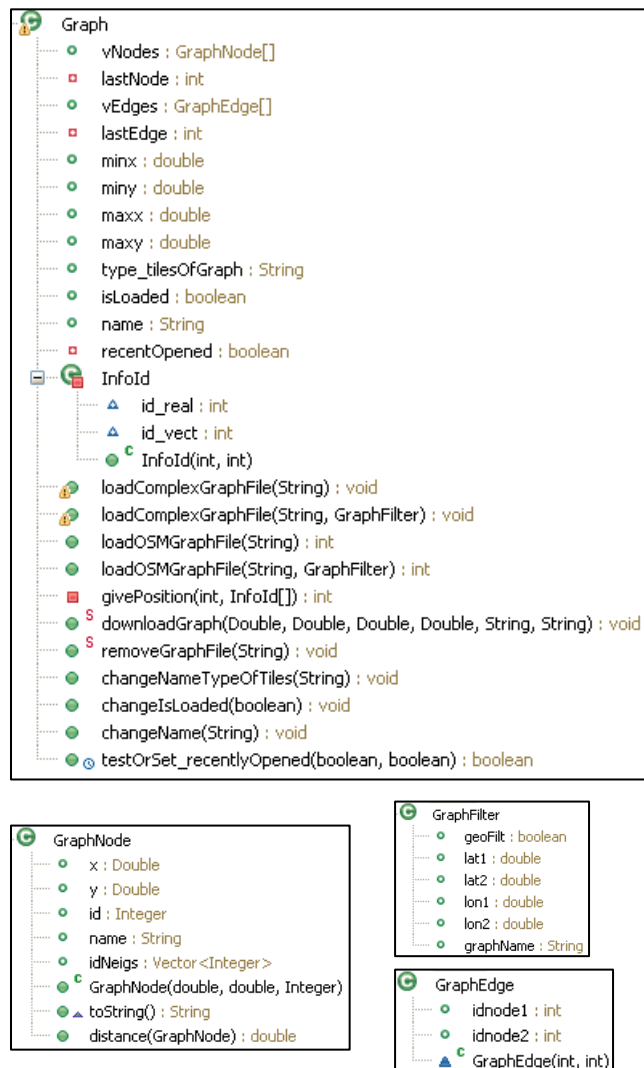 Graph
vNodes : GraphNode[]
lastNode : int
vEdges : GraphEdge[]
lastEdge : int
minx : double
miny : double
maxx : double
maxy : double
type_tilesOfGraph : String
isLoaded : boolean
name : String
recentOpened : boolean
InfoId
id_real : int
id_vect : int
C InfoId(int, int)
loadComplexGraphFile(String) : void
loadComplexGraphFile(String, GraphFilter) : void
loadOSMGraphFile(String) : int
loadOSMGraphFile(String, GraphFilter) : int
givePosition(int, InfoId[]) : int
S downloadGraph(Double, Double, Double, Double, String, String) : void
S removeGraphFile(String) : void
changeNameTypeOfTiles(String) : void
changeIsLoaded(boolean) : void
changeName(String) : void
testOrSet_recentlyOpened(boolean, boolean) : boolean
GraphNode
x : Double
y : Double
id : Integer
name : String
idNeigs : Vector<Integer>
C GraphNode(double, double, Integer)
toString() : String
distance(GraphNode) : double
GraphFilter
geoFilt : boolean
lat1 : double
lat2 : double
lon1 : double
lon2 : double
graphName : String
GraphEdge
idnode1 : int
idnode2 : int
C GraphEdge(int, int)